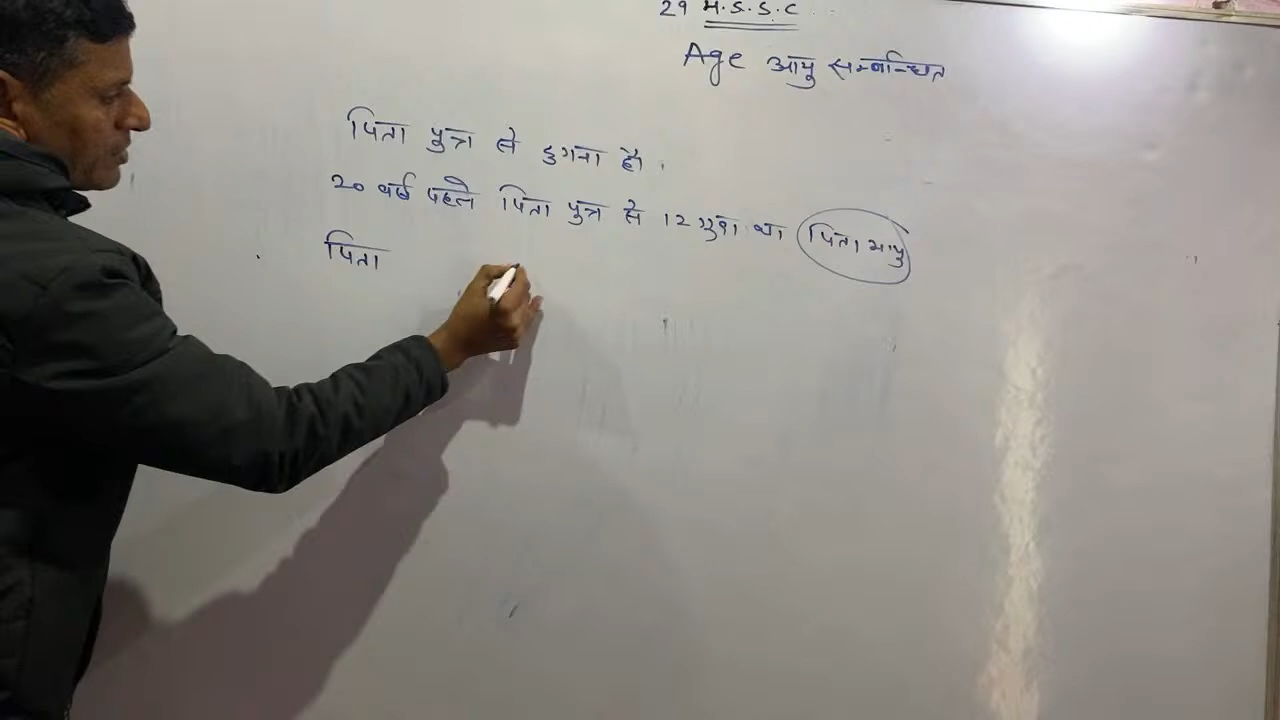 29 H.S.S.C
Age आयु सम्बन्धित
पिता पुत्र से दुगना है।
20 वर्ष पहले पिता पुत्र से 12 गुणा था पिता आयु
पिता